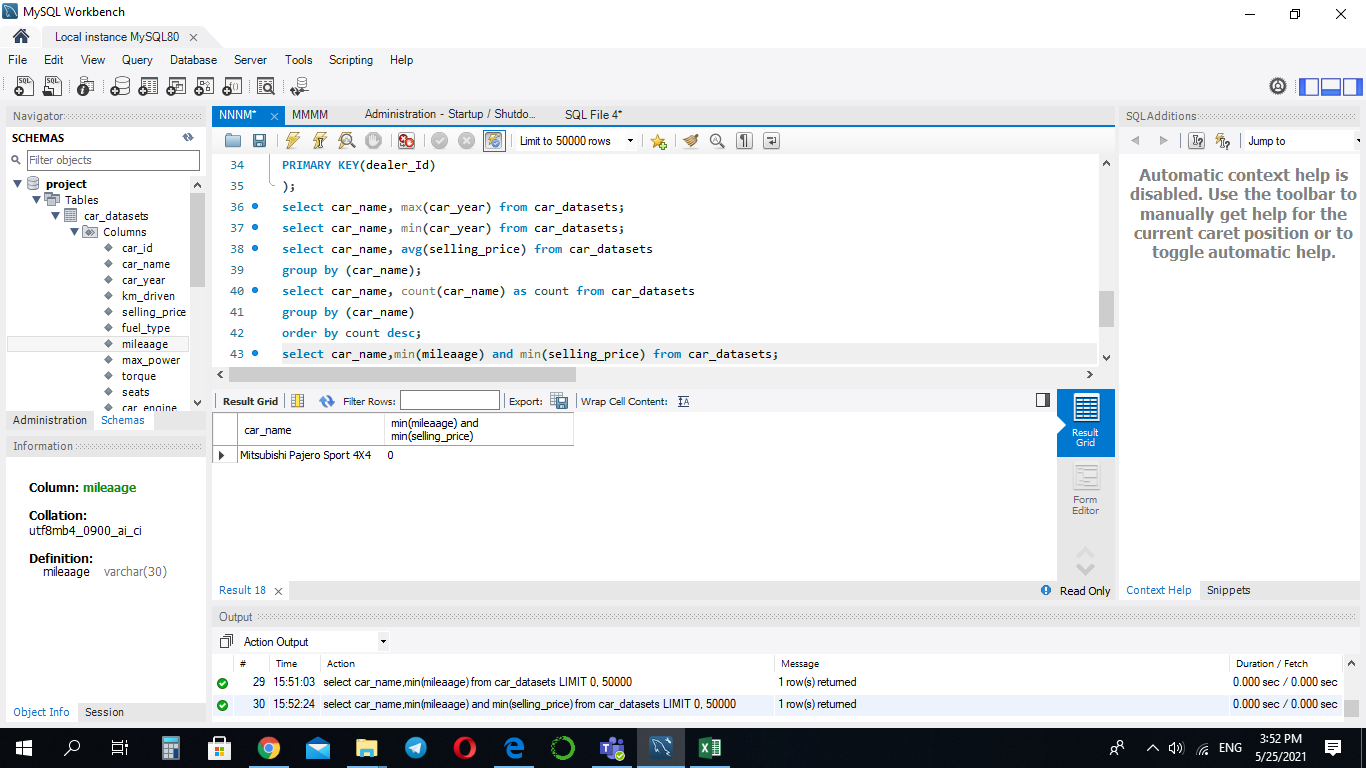 MySQL Workbench
Local instance MySQL80
File Edit View Query Database Server Tools Scripting Help
Navigator
SCHEMAS
Filter objects
project
Tables
car_datasets
Columns
car_id
car_name
car_year
km_driven
selling_price
fuel_type
mileaage
max_power
torque
seats
car_engine
Administration Schemas
Information
Column: mileaage
Collation:
utf8mb4_0900_ai_ci
Definition:
mileaage varchar(30)
Object Info Session
NNNM* MMMM Administration - Startup / Shutdo... SQL File 4*
Limit to 50000 rows
34 PRIMARY KEY(dealer_Id)
35 );
36 select car_name, max(car_year) from car_datasets;
37 select car_name, min(car_year) from car_datasets;
38 select car_name, avg(selling_price) from car_datasets
39 group by (car_name);
40 select car_name, count(car_name) as count from car_datasets
41 group by (car_name)
42 order by count desc;
43 select car_name,min(mileaage) and min(selling_price) from car_datasets;
Result Grid Filter Rows: Export: Wrap Cell Content:
car_name min(mileaage) and
min(selling_price)
Mitsubishi Pajero Sport 4X4 0
Result
Grid
Form
Editor
Result 18 Read Only
SQLAdditions
Jump to
Automatic context help is
disabled. Use the toolbar to
manually get help for the
current caret position or to
toggle automatic help.
Context Help Snippets
Output
Action Output
# Time Action Message Duration / Fetch
29 15:51:03 select car_name,min(mileaage) from car_datasets LIMIT 0, 50000 1 row(s) returned 0.000 sec / 0.000 sec
30 15:52:24 select car_name,min(mileaage) and min(selling_price) from car_datasets LIMIT 0, 50000 1 row(s) returned 0.000 sec / 0.000 sec
ENG
3:52 PM
5/25/2021